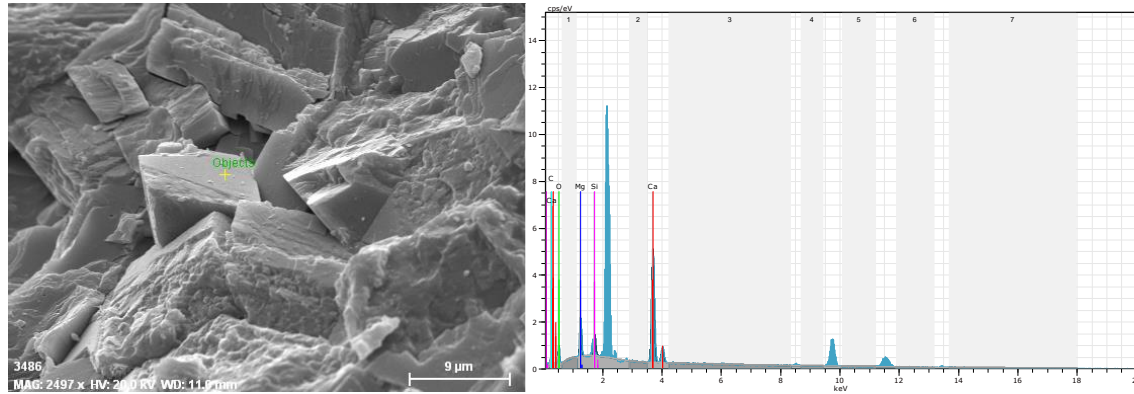 Objects
3486
MAG: 2497 x HV: 20,0 kV WD: 11,6 mm
9 µm
cps/eV
1 2 3 4 5 6 7
14
12
10
8
6
4
2
0
C
Ca
O
Mg
Si
Ca
2 4 6 8 10 12 14 16 18
keV